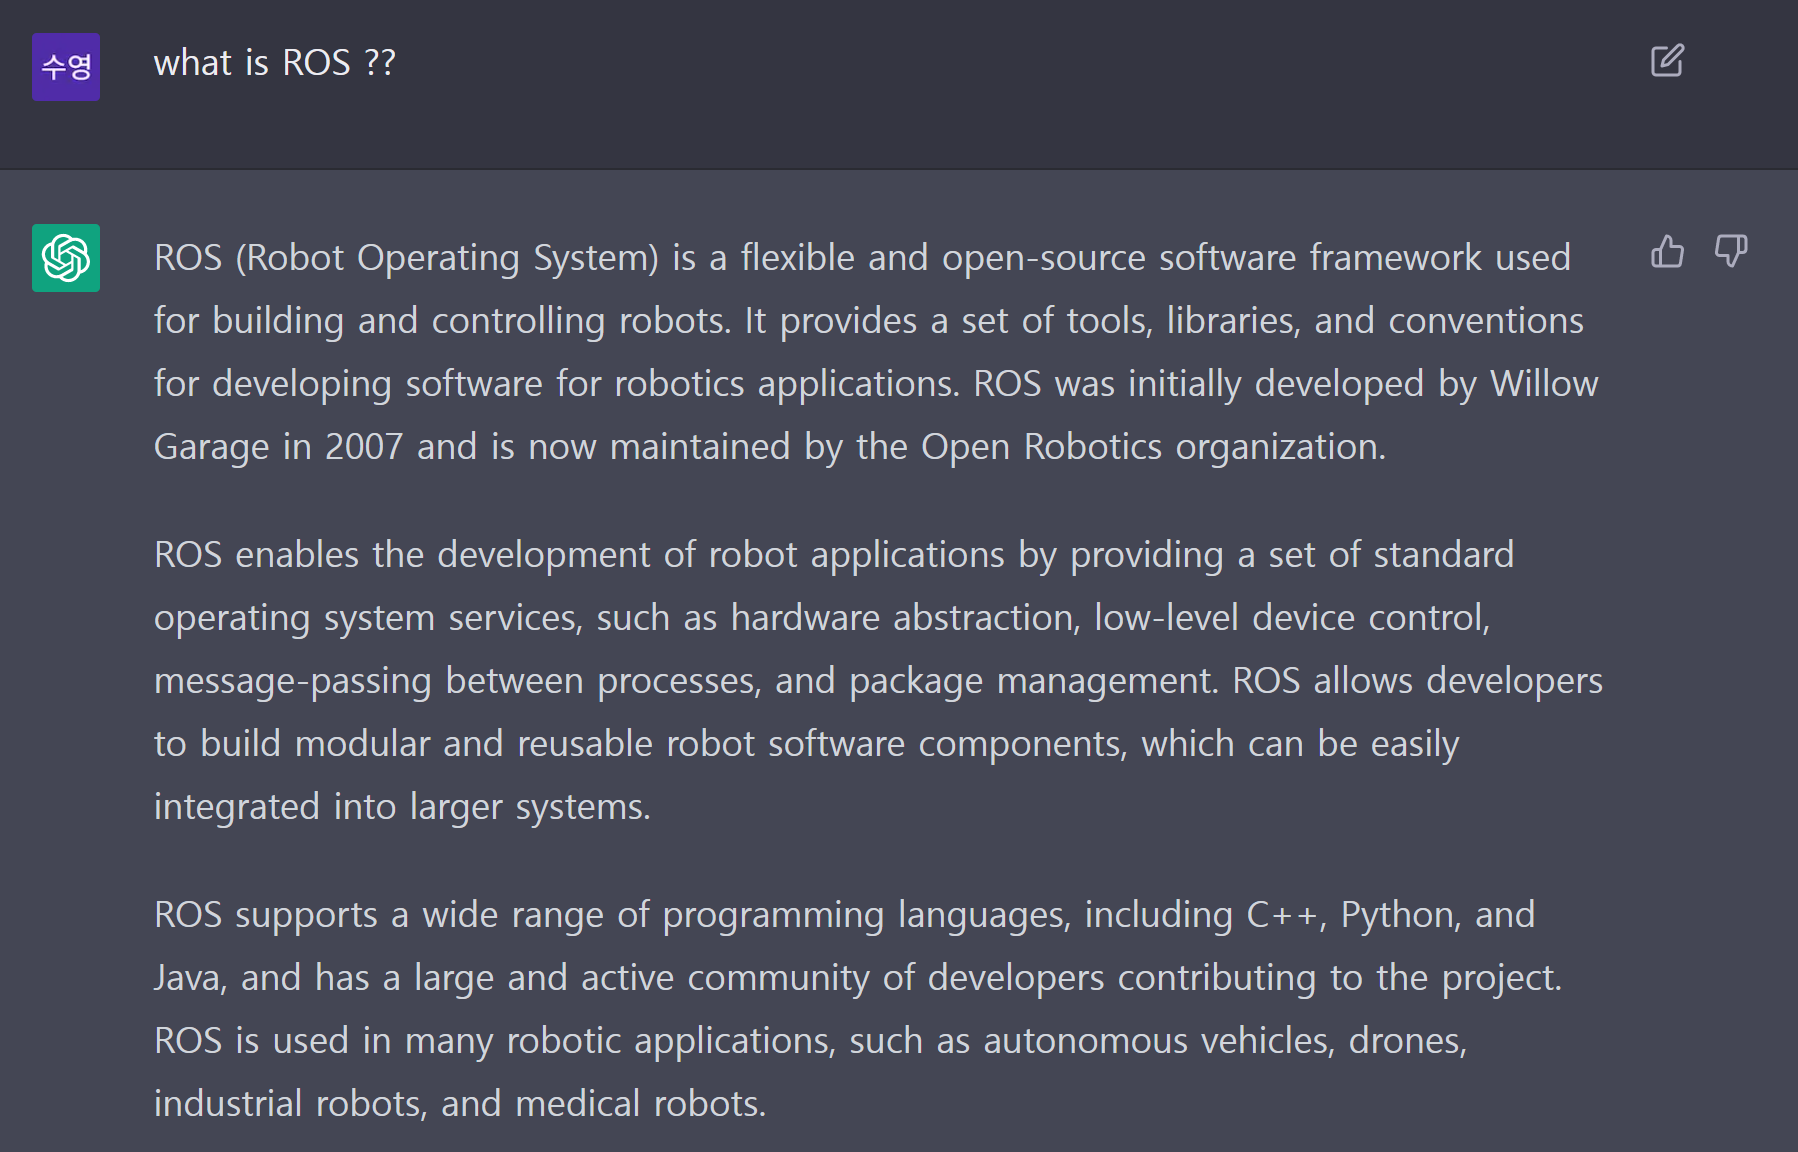 수영
what is ROS ??
ROS (Robot Operating System) is a flexible and open-source software framework used
for building and controlling robots. It provides a set of tools, libraries, and conventions
for developing software for robotics applications. ROS was initially developed by Willow
Garage in 2007 and is now maintained by the Open Robotics organization.
ROS enables the development of robot applications by providing a set of standard
operating system services, such as hardware abstraction, low-level device control,
message-passing between processes, and package management. ROS allows developers
to build modular and reusable robot software components, which can be easily
integrated into larger systems.
ROS supports a wide range of programming languages, including C++, Python, and
Java, and has a large and active community of developers contributing to the project.
ROS is used in many robotic applications, such as autonomous vehicles, drones,
industrial robots, and medical robots.